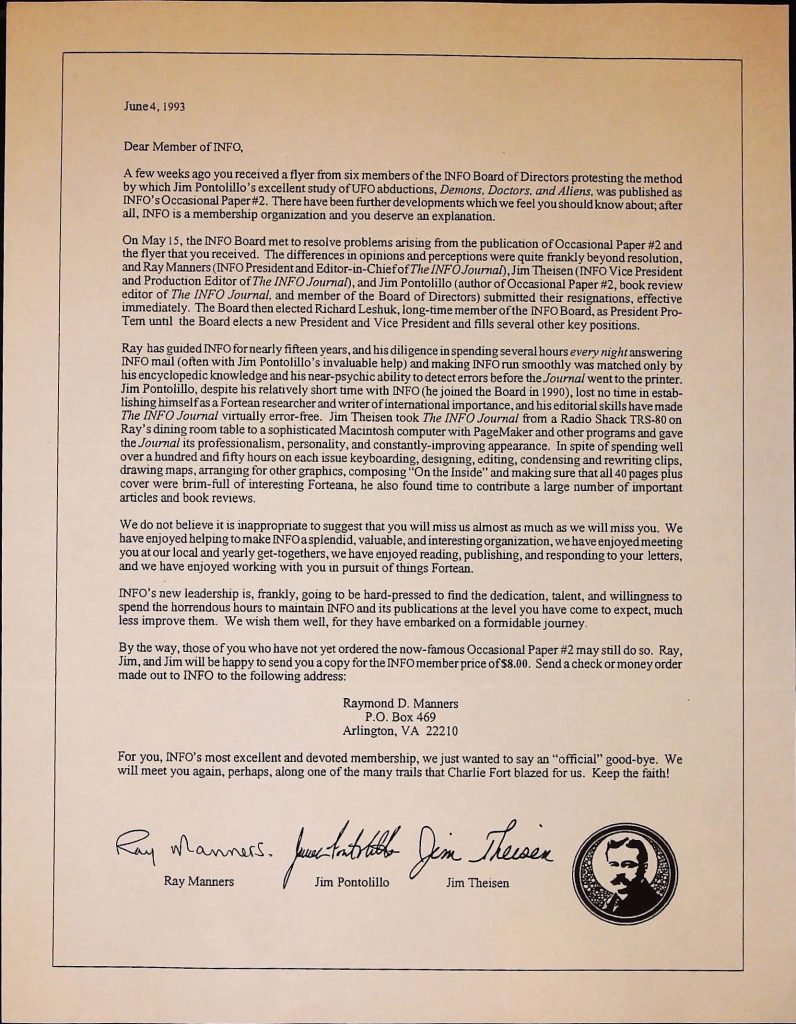 June 4, 1993
Dear Member of INFO,
A few weeks ago you received a flyer from six members of the INFO Board of Directors protesting the method
by which Jim Pontolillo's excellent study of UFO abductions, Demons, Doctors, and Aliens, was published as
INFO's Occasional Paper #2. There have been further developments which we feel you should know about; after
all, INFO is a membership organization and you deserve an explanation.
On May 15, the INFO Board met to resolve problems arising from the publication of Occasional Paper #2 and
the flyer that you received. The differences in opinions and perceptions were quite frankly beyond resolution,
and Ray Manners (INFO President and Editor-in-Chief of The INFO Journal), Jim Theisen (INFO Vice President
and Production Editor of The INFO Journal), and Jim Pontolillo (author of Occasional Paper #2, book review
editor of The INFO Journal, and member of the Board of Directors) submitted their resignations, effective
immediately. The Board then elected Richard Leshuk, long-time member of the INFO Board, as President Pro-
Tem until the Board elects a new President and Vice President and fills several other key positions.
Ray has guided INFO for nearly fifteen years, and his diligence in spending several hours every night answering
INFO mail (often with Jim Pontolillo's invaluable help) and making INFO run smoothly was matched only by
his encyclopedic knowledge and his near-psychic ability to detect errors before the Journal went to the printer.
Jim Pontolillo, despite his relatively short time with INFO (he joined the Board in 1990), lost no time in estab-
lishing himself as a Fortean researcher and writer of international importance, and his editorial skills have made
The INFO Journal virtually error-free. Jim Theisen took The INFO Journal from a Radio Shack TRS-80 on
Ray's dining room table to a sophisticated Macintosh computer with PageMaker and other programs and gave
the Journal its professionalism, personality, and constantly-improving appearance. In spite of spending well
over a hundred and fifty hours on each issue keyboarding, designing, editing, condensing and rewriting clips,
drawing maps, arranging for other graphics, composing "On the Inside" and making sure that all 40 pages plus
cover were brim-full of interesting Forteana, he also found time to contribute a large number of important
articles and book reviews.
We do not believe it is inappropriate to suggest that you will miss us almost as much as we will miss you. We
have enjoyed helping to make INFO a splendid, valuable, and interesting organization, we have enjoyed meeting
you at our local and yearly get-togethers, we have enjoyed reading, publishing, and responding to your letters,
and we have enjoyed working with you in pursuit of things Fortean.
INFO's new leadership is, frankly, going to be hard-pressed to find the dedication, talent, and willingness to
spend the horrendous hours to maintain INFO and its publications at the level you have come to expect, much
less improve them. We wish them well, for they have embarked on a formidable journey.
By the way, those of you who have not yet ordered the now-famous Occasional Paper #2 may still do so. Ray,
Jim, and Jim will be happy to send you a copy for the INFO member price of $8.00. Send a check or money order
made out to INFO to the following address:
Raymond D. Manners
P.O. Box 469
Arlington, VA 22210
For you, INFO's most excellent and devoted membership, we just wanted to say an "official" good-bye. We
will meet you again, perhaps, along one of the many trails that Charlie Fort blazed for us. Keep the faith!
Ray Manners. James Pontolillo Jim Theisen
Ray Manners Jim Pontolillo Jim Theisen